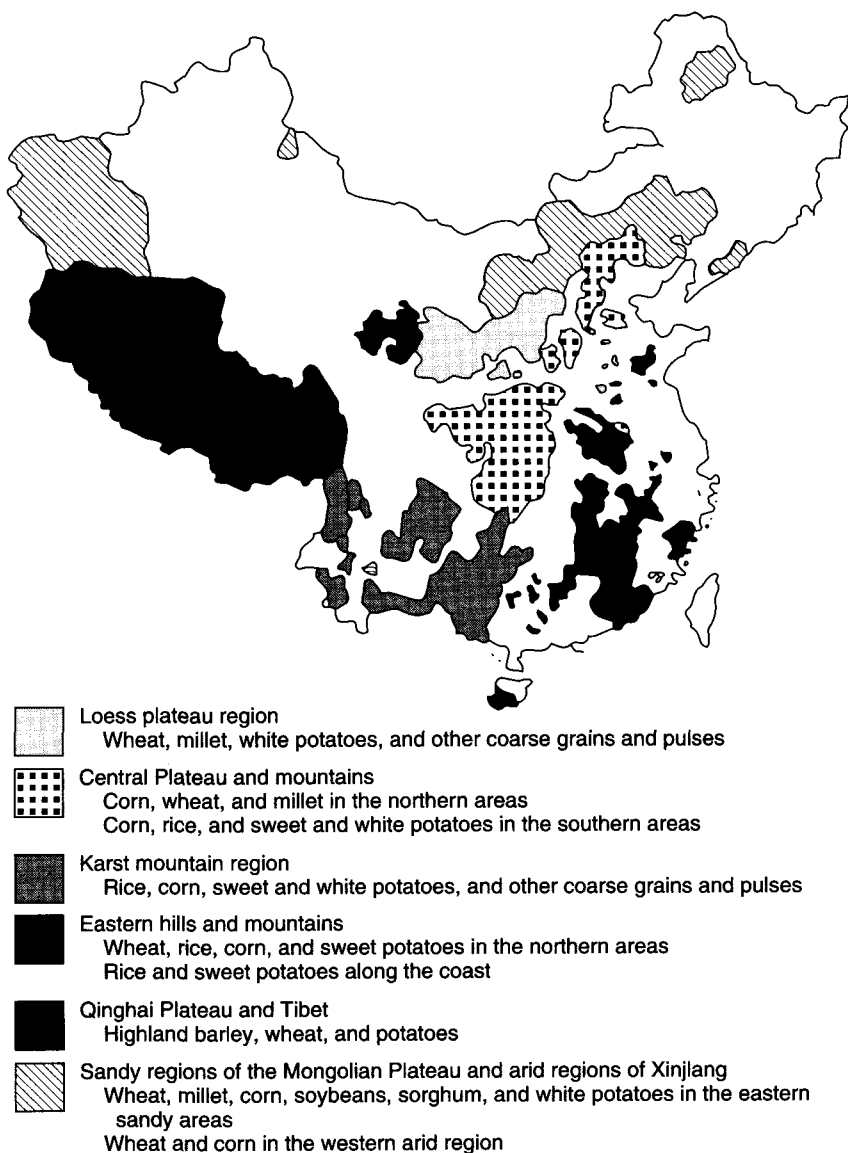 Loess plateau region
Wheat, millet, white potatoes, and other coarse grains and pulses
Central Plateau and mountains
Corn, wheat, and millet in the northern areas
Corn, rice, and sweet and white potatoes in the southern areas
Karst mountain region
Rice, corn, sweet and white potatoes, and other coarse grains and pulses
Eastern hills and mountains
Wheat, rice, corn, and sweet potatoes in the northern areas
Rice and sweet potatoes along the coast
Qinghai Plateau and Tibet
Highland barley, wheat, and potatoes
Sandy regions of the Mongolian Plateau and arid regions of Xinjlang
Wheat, millet, corn, soybeans, sorghum, and white potatoes in the eastern
sandy areas
Wheat and corn in the western arid region